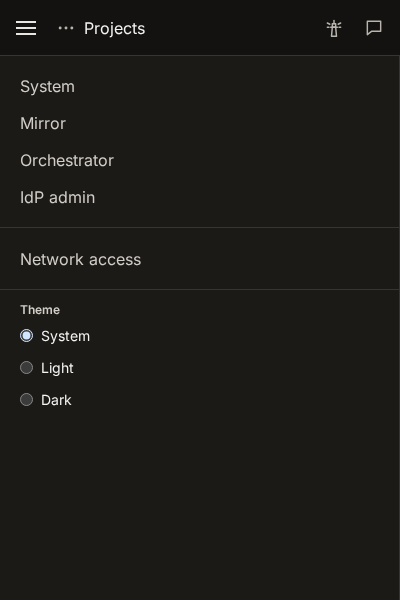 Projects
System
Mirror
Orchestrator
IdP admin
Network access
Theme
System
Light
Dark